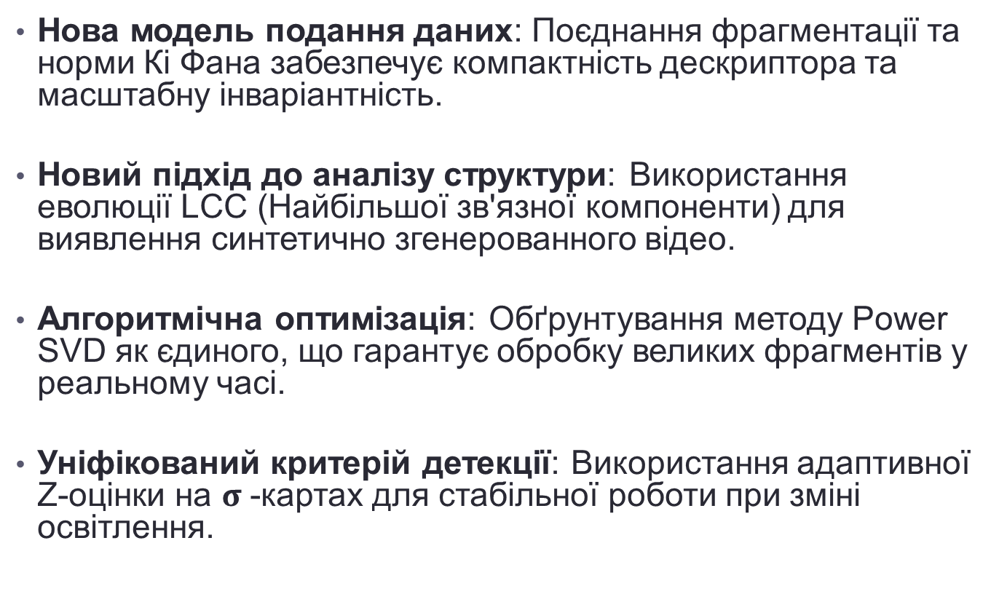 • Нова модель подання даних: Поєднання фрагментації та
норми Кі Фана забезпечує компактність дескриптора та
масштабну інваріантність.
• Новий підхід до аналізу структури: Використання
еволюції LCC (Найбільшої зв'язної компоненти) для
виявлення синтетично згенерованного відео.
• Алгоритмічна оптимізація: Обґрунтування методу Power
SVD як єдиного, що гарантує обробку великих фрагментів у
реальному часі.
• Уніфікований критерій детекції: Використання адаптивної
Z-оцінки на σ -картах для стабільної роботи при зміні
освітлення.